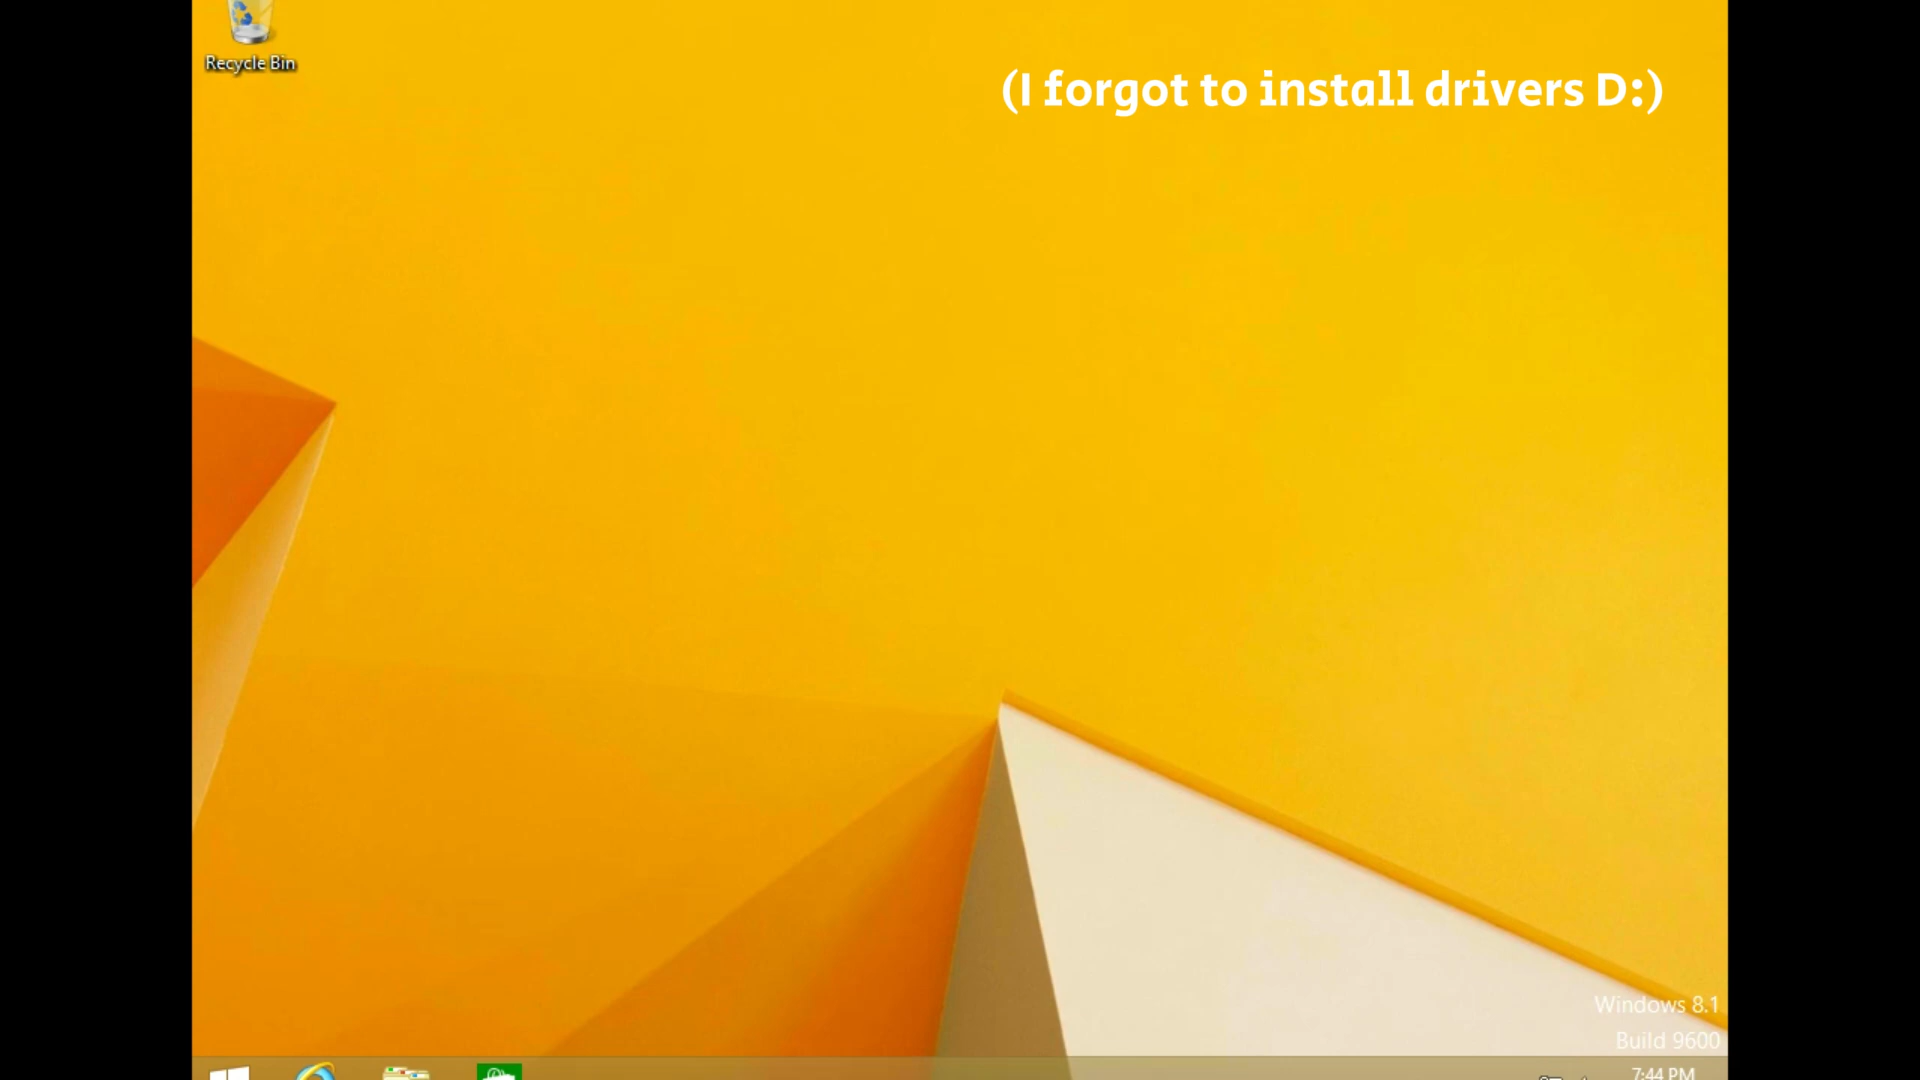 Recycle Bin
(I forgot to install drivers D:)
Windows 8.1
Build 9600
7:44 PM